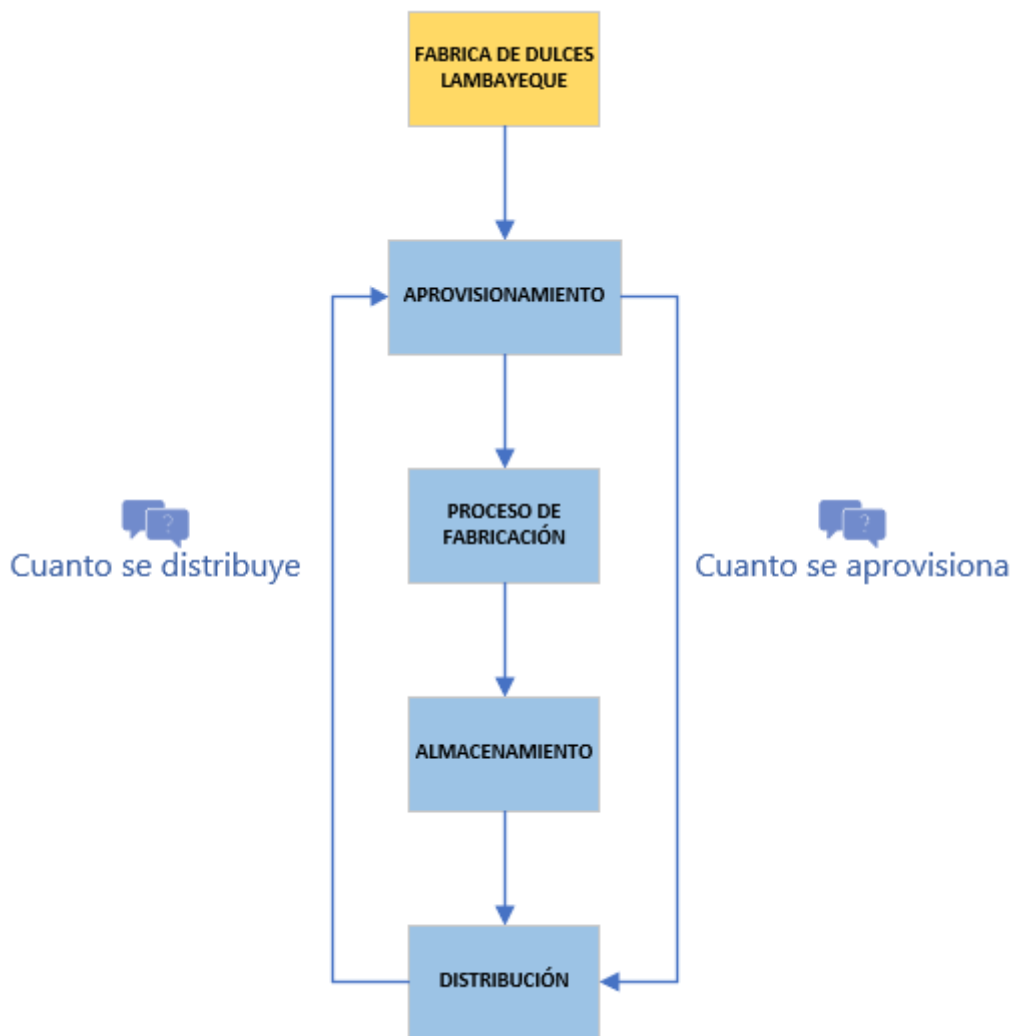 FABRICA DE DULCES
LAMBAYEQUE
APROVISIONAMIENTO
PROCESO DE
FABRICACIÓN
?
Cuanto se distribuye
?
Cuanto se aprovisiona
ALMACENAMIENTO
DISTRIBUCIÓN